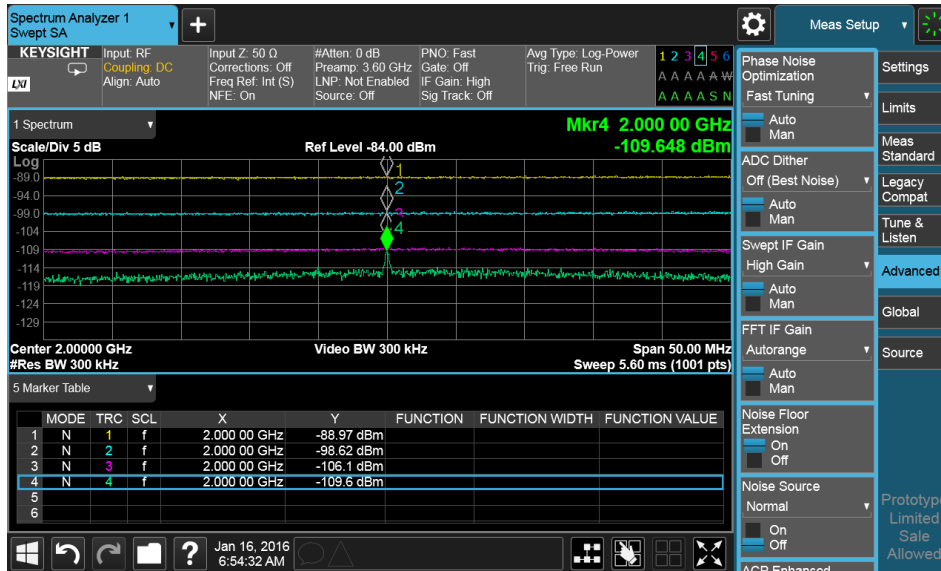 Spectrum Analyzer 1
Swept SA
+
Meas Setup
KEYSIGHT
LXI
Input: RF
Coupling: DC
Align: Auto
Input Z: 50 Ω
Corrections: Off
Freq Ref: Int (S)
NFE: On
#Atten: 0 dB
Preamp: 3.60 GHz
LNP: Not Enabled
Source: Off
PNO: Fast
Gate: Off
IF Gain: High
Sig Track: Off
Avg Type: Log-Power
Trig: Free Run
1 2 3 4 5 6
A A A A A W
A A A A S N
1 Spectrum
Mkr4 2.000 00 GHz
-109.648 dBm
Scale/Div 5 dB
Ref Level -84.00 dBm
Log
-89.0
-94.0
-99.0
-104
-109
-114
-119
-124
-129
1
2
3
4
Center 2.00000 GHz
#Res BW 300 kHz
Video BW 300 kHz
Span 50.00 MHz
Sweep 5.60 ms (1001 pts)
5 Marker Table
MODE TRC SCL X Y FUNCTION FUNCTION WIDTH FUNCTION VALUE
1 N 1 f 2.000 00 GHz -88.97 dBm
2 N 2 f 2.000 00 GHz -98.62 dBm
3 N 3 f 2.000 00 GHz -106.1 dBm
4 N 4 f 2.000 00 GHz -109.6 dBm
5
6
?
Jan 16, 2016
6:54:32 AM
Phase Noise
Optimization
Fast Tuning
Auto
Man
ADC Dither
Off (Best Noise)
Auto
Man
Swept IF Gain
High Gain
Auto
Man
FFT IF Gain
Autorange
Auto
Man
Noise Floor
Extension
On
Off
Noise Source
Normal
On
Off
ACP Enhanced
Settings
Limits
Meas
Standard
Legacy
Compat
Tune &
Listen
Advanced
Global
Source
Prototype
Limited
Sale
Allowed